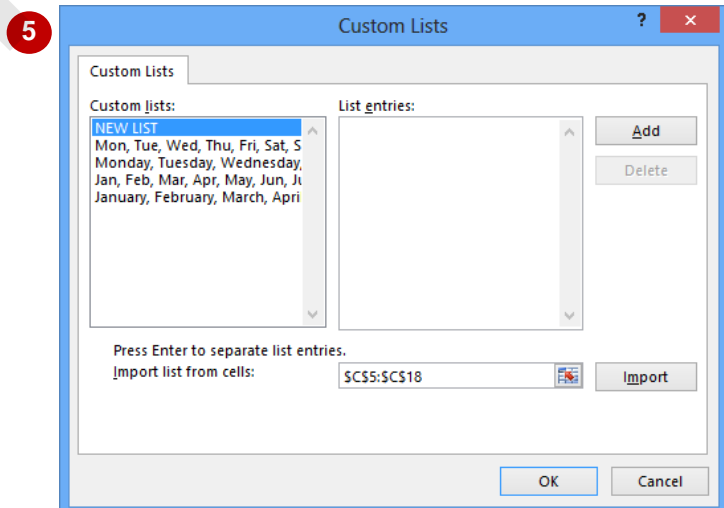 5
Custom Lists
?
Custom Lists
Custom lists:
List entries:
NEW LIST
Mon, Tue, Wed, Thu, Fri, Sat, S
Monday, Tuesday, Wednesday,
Jan, Feb, Mar, Apr, May, Jun, Ju
January, February, March, Apri
Add
Delete
Press Enter to separate list entries.
Import list from cells:
$C$5:$C$18
Import
OK
Cancel